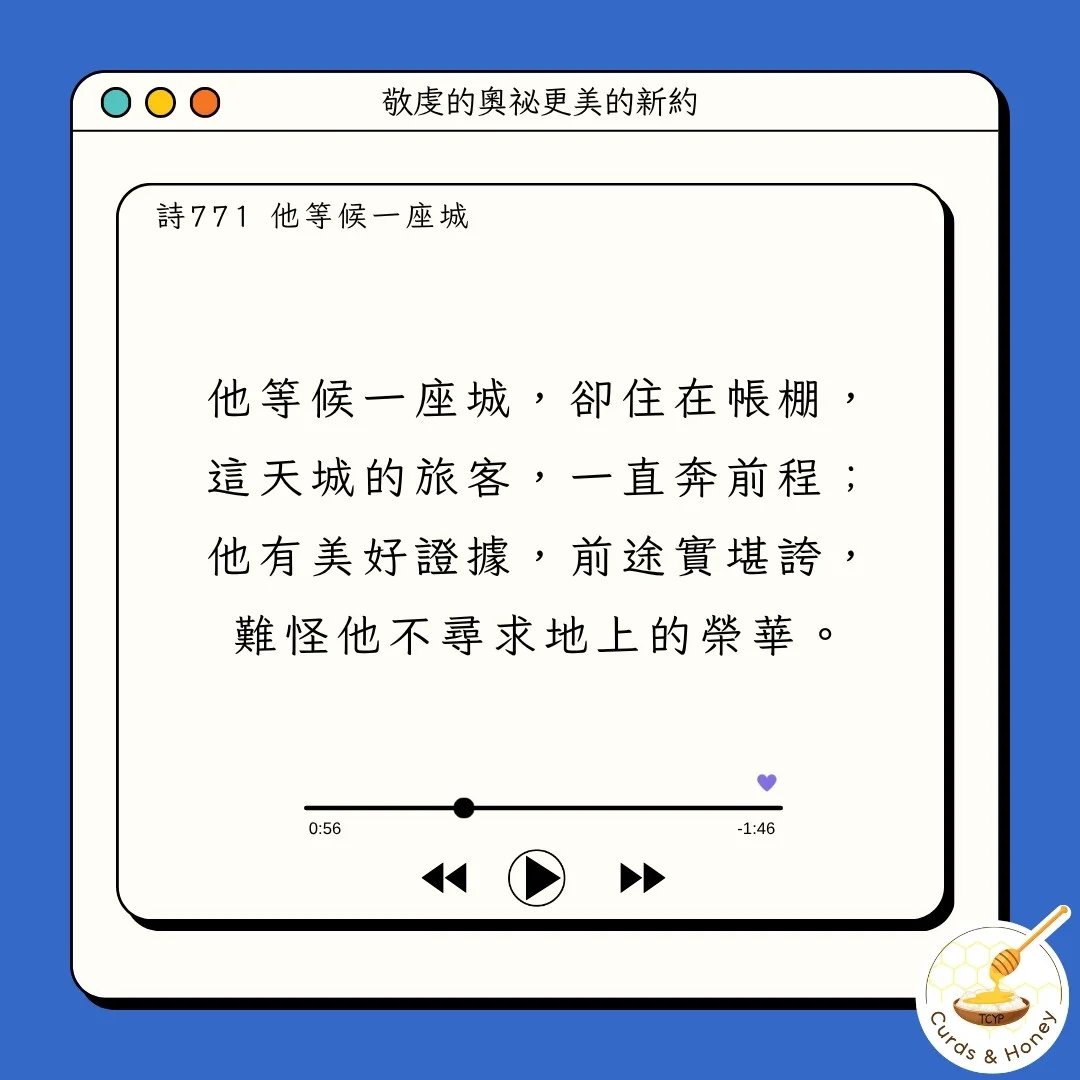 敬虔的奧祕更美的新約
詩771 他等候一座城
他等候一座城，卻住在帳棚，
這天城的旅客，一直奔前程；
他有美好證據，前途實堪誇，
難怪他不尋求地上的榮華。
0:56
-1:46
TCYP
Curds & Honey